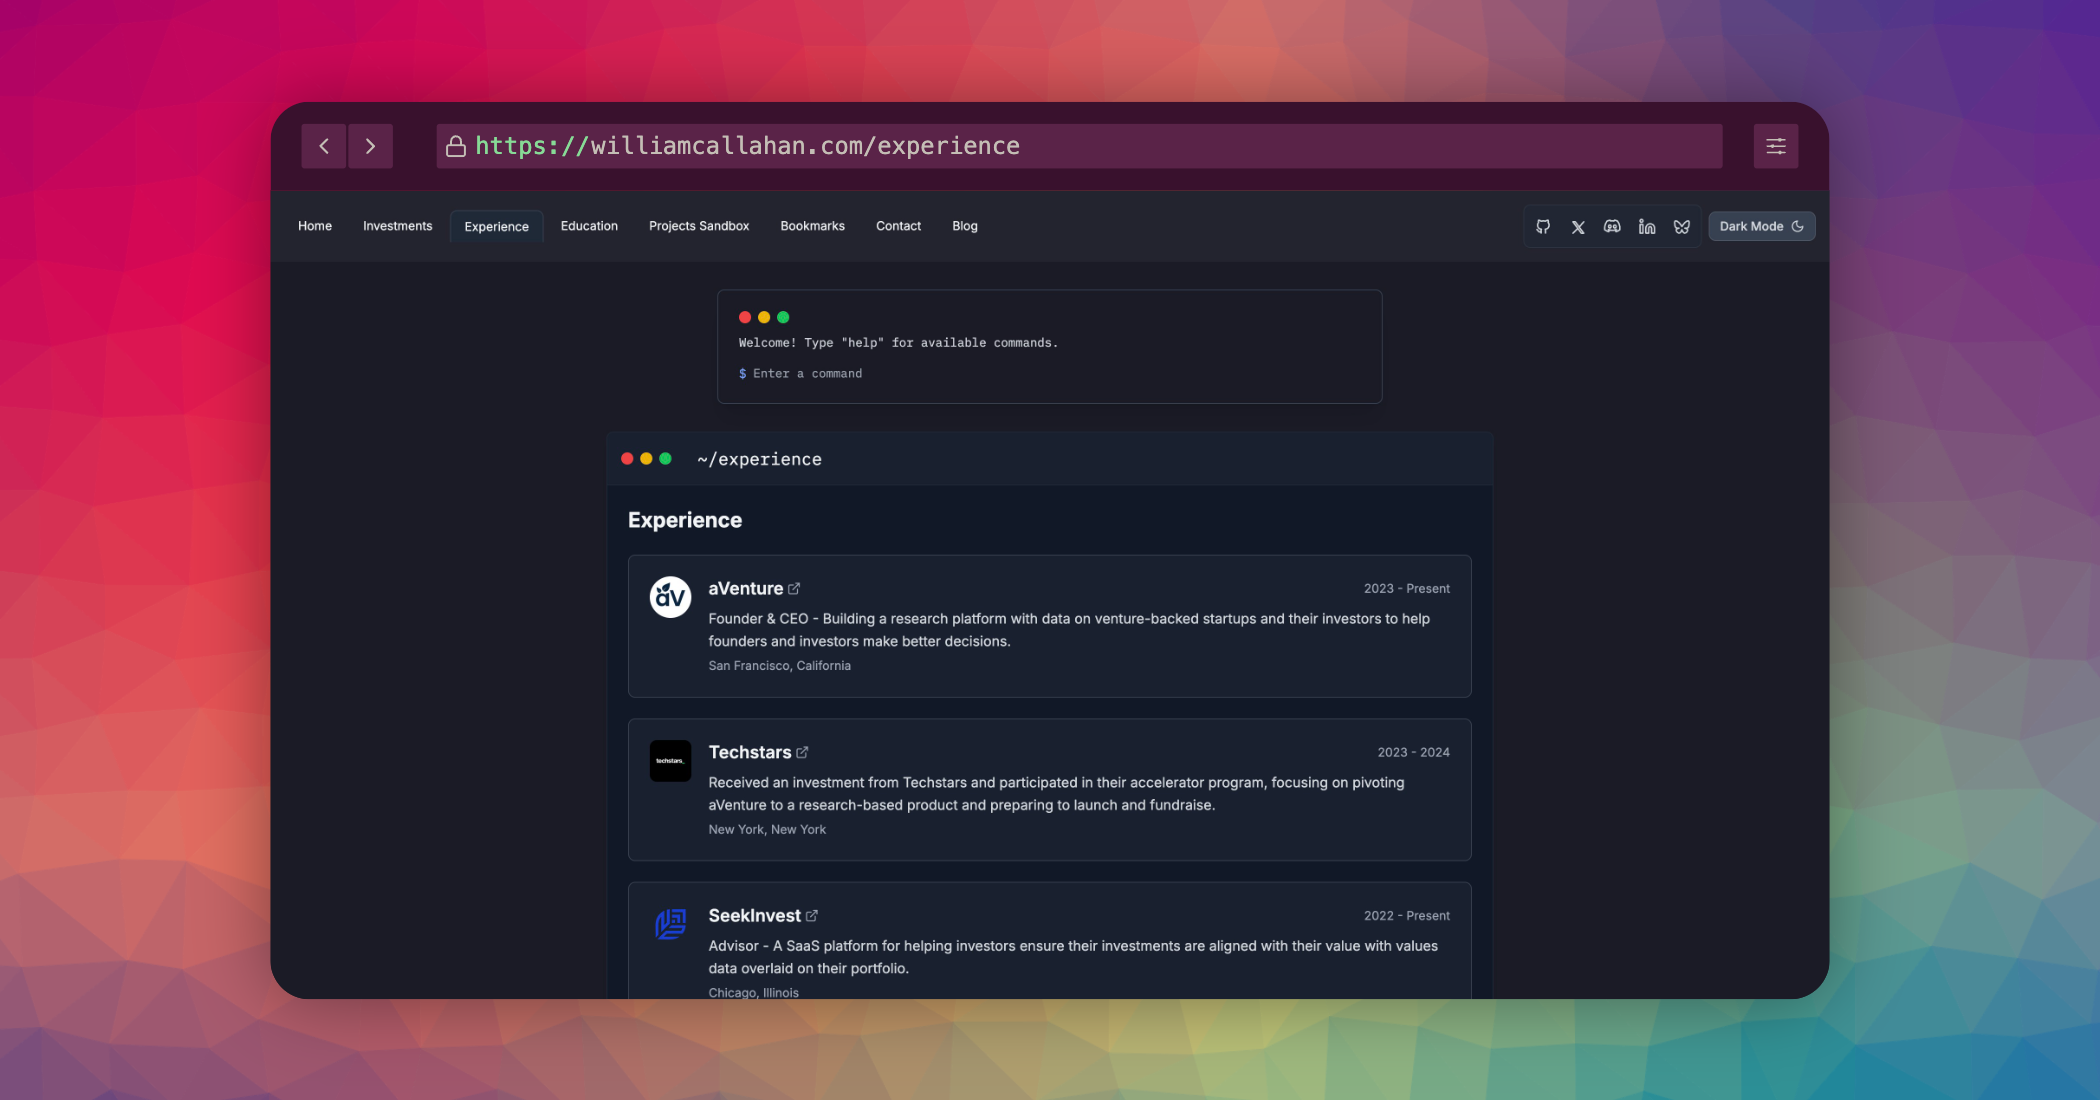 https://williamcallahan.com/experience
Home Investments Experience Education Projects Sandbox Bookmarks Contact Blog Dark Mode
Welcome! Type "help" for available commands.
$ Enter a command
~/experience
Experience
aV
aVenture 2023 - Present
Founder & CEO - Building a research platform with data on venture-backed startups and their investors to help
founders and investors make better decisions.
San Francisco, California
techstars_
Techstars 2023 - 2024
Received an investment from Techstars and participated in their accelerator program, focusing on pivoting
aVenture to a research-based product and preparing to launch and fundraise.
New York, New York
SeekInvest 2022 - Present
Advisor - A SaaS platform for helping investors ensure their investments are aligned with their value with values
data overlaid on their portfolio.
Chicago, Illinois